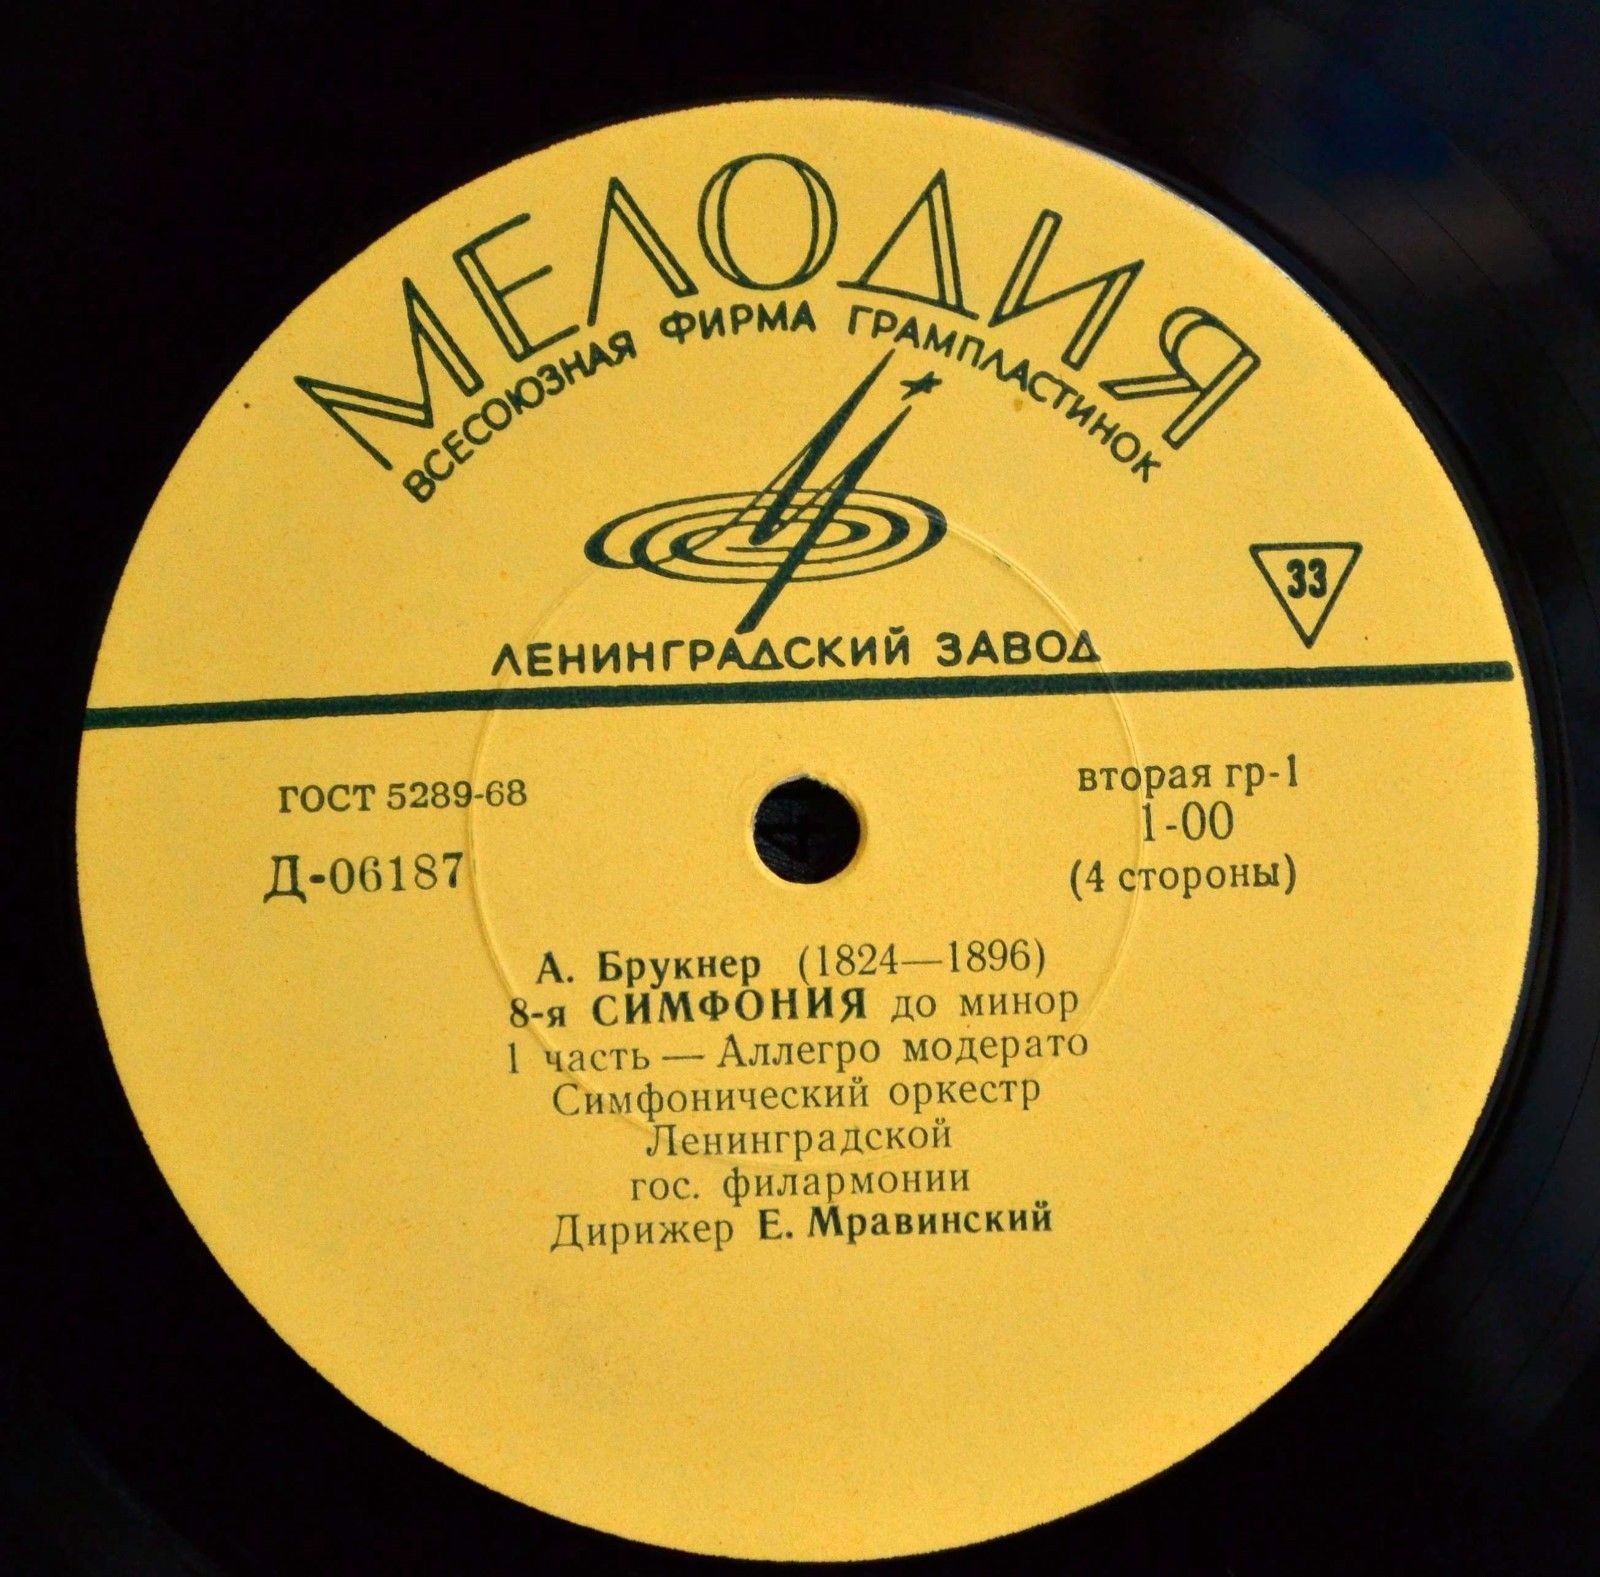 МЕЛОДИЯ
ВСЕСОЮЗНАЯ ФИРМА ГРАМПЛАСТИНОК
33
ЛЕНИНГРАДСКИЙ ЗАВОД
ГОСТ 5289-68
Д-06187
вторая гр-1
1-00
(4 стороны)
А. Брукнер (1824—1896)
8-я СИМФОНИЯ до минор
1 часть — Аллегро модерато
Симфонический оркестр
Ленинградской
гос. филармонии
Дирижер Е. Мравинский